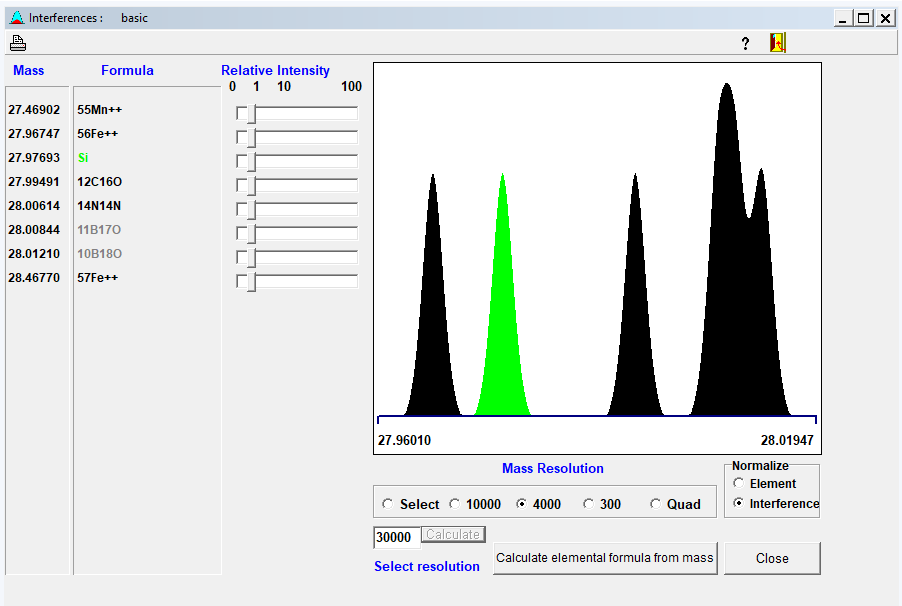 Interferences : basic
?
Mass Formula Relative Intensity
0 1 10 100
27.46902 55Mn++
27.96747 56Fe++
27.97693 Si
27.99491 12C16O
28.00614 14N14N
28.00844 11B17O
28.01210 10B18O
28.46770 57Fe++
27.96010 28.01947
Mass Resolution
Select 10000 4000 300 Quad
Normalize
Element
Interference
30000 Calculate
Select resolution
Calculate elemental formula from mass
Close